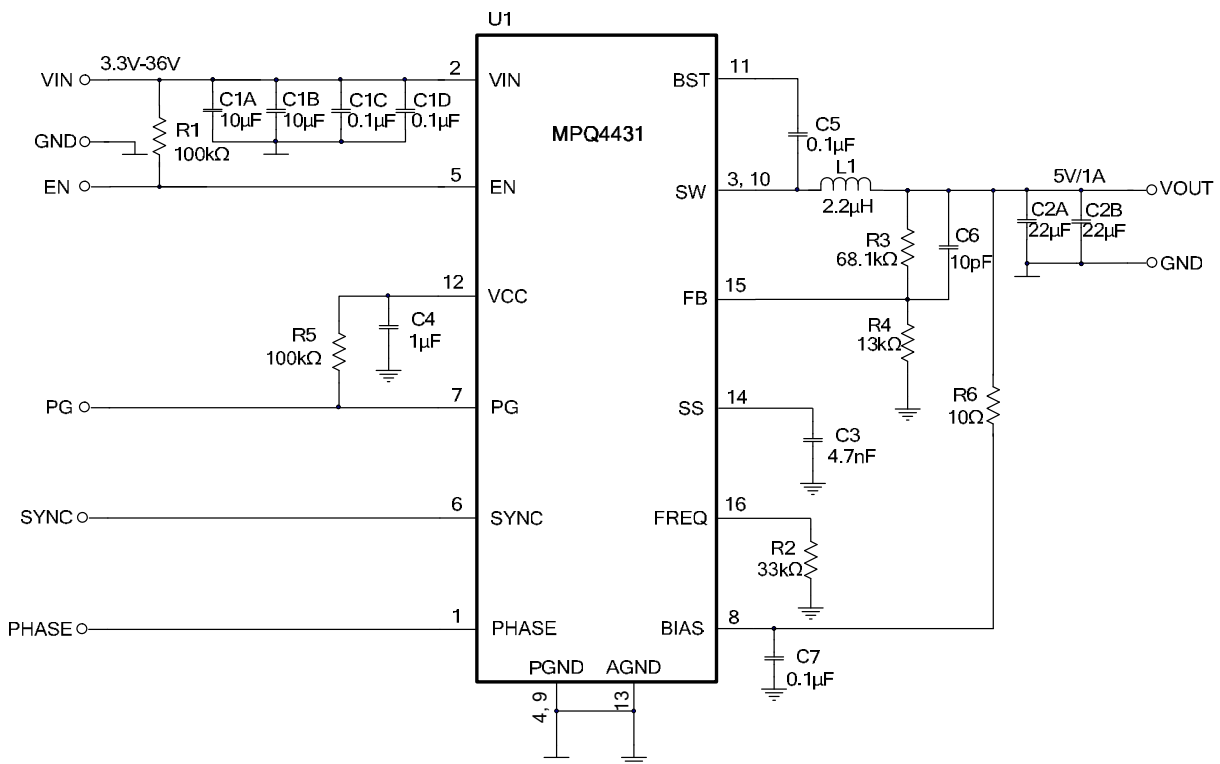 U1
VIN
3.3V-36V
2
VIN
C1A
10µF
C1B
10µF
C1C
0.1µF
C1D
0.1µF
GND
R1
100kΩ
EN
5
EN
MPQ4431
BST
11
C5
0.1µF
SW
3, 10
L1
2.2µH
5V/1A
VOUT
R3
68.1kΩ
C6
10pF
C2A
22µF
C2B
22µF
GND
12
VCC
R5
100kΩ
C4
1µF
FB
15
R4
13kΩ
PG
7
PG
SS
14
C3
4.7nF
R6
10Ω
SYNC
6
SYNC
FREQ
16
R2
33kΩ
PHASE
1
PHASE
BIAS
8
C7
0.1µF
PGND
AGND
4, 9
13